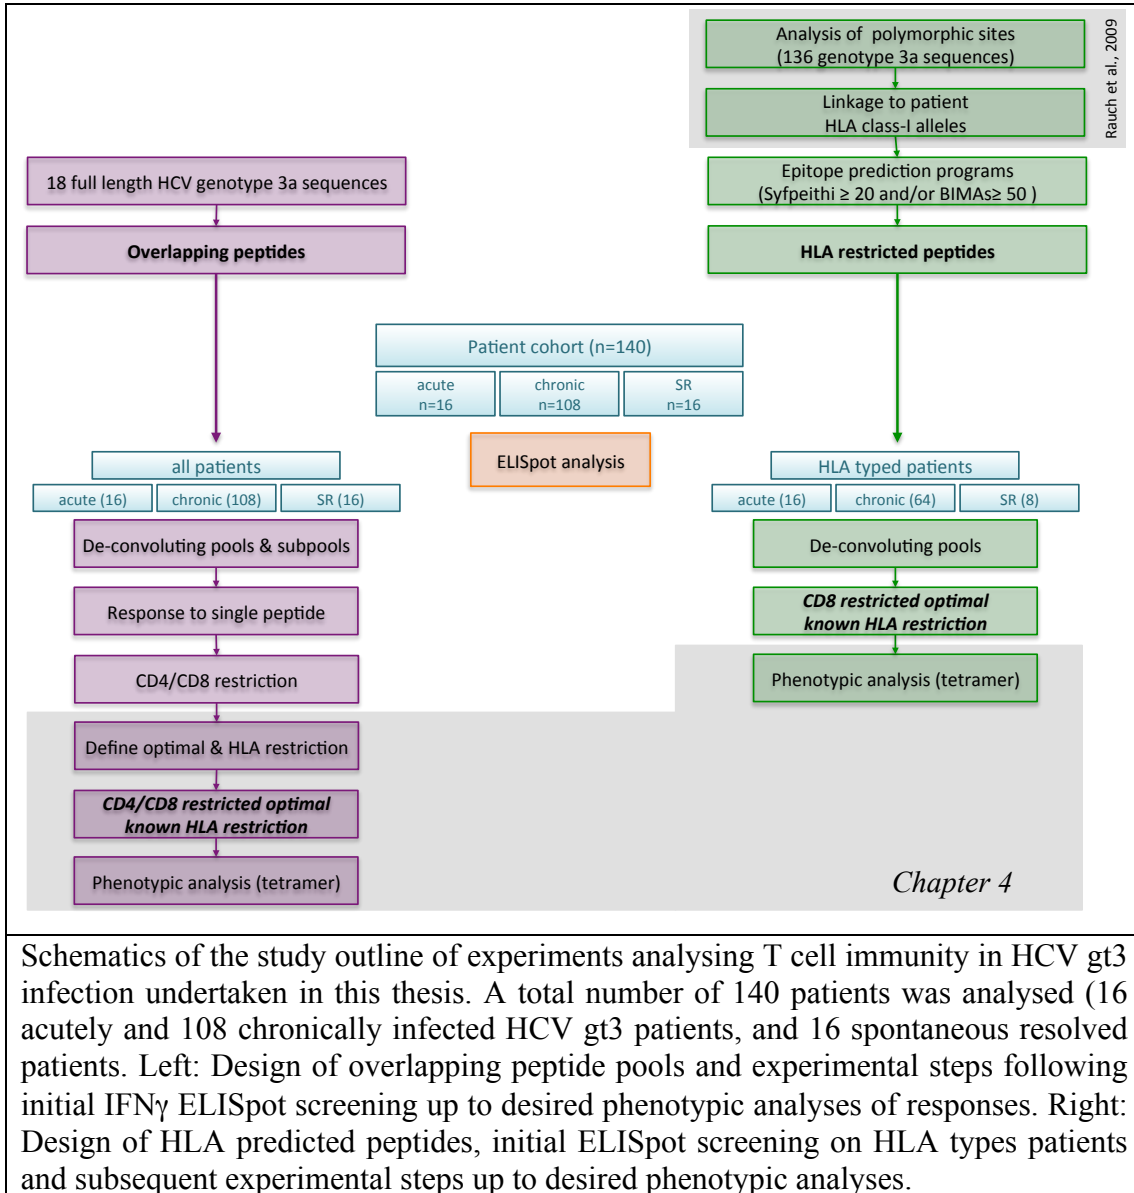 Analysis of polymorphic sites
(136 genotype 3a sequences)
Rauch et al., 2009
Linkage to patient
HLA class-I alleles
18 full length HCV genotype 3a sequences
Epitope prediction programs
(Syfpeithi ≥ 20 and/or BIMAs≥ 50 )
Overlapping peptides
HLA restricted peptides
Patient cohort (n=140)
acute
n=16
chronic
n=108
SR
n=16
ELISpot analysis
all patients
acute (16)
chronic (108)
SR (16)
HLA typed patients
acute (16)
chronic (64)
SR (8)
De-convoluting pools & subpools
Response to single peptide
CD4/CD8 restriction
Define optimal & HLA restriction
CD4/CD8 restricted optimal
known HLA restriction
Phenotypic analysis (tetramer)
De-convoluting pools
CD8 restricted optimal
known HLA restriction
Phenotypic analysis (tetramer)
Chapter 4
Schematics of the study outline of experiments analysing T cell immunity in HCV gt3
infection undertaken in this thesis. A total number of 140 patients was analysed (16
acutely and 108 chronically infected HCV gt3 patients, and 16 spontaneous resolved
patients. Left: Design of overlapping peptide pools and experimental steps following
initial IFNγ ELISpot screening up to desired phenotypic analyses of responses. Right:
Design of HLA predicted peptides, initial ELISpot screening on HLA types patients
and subsequent experimental steps up to desired phenotypic analyses.